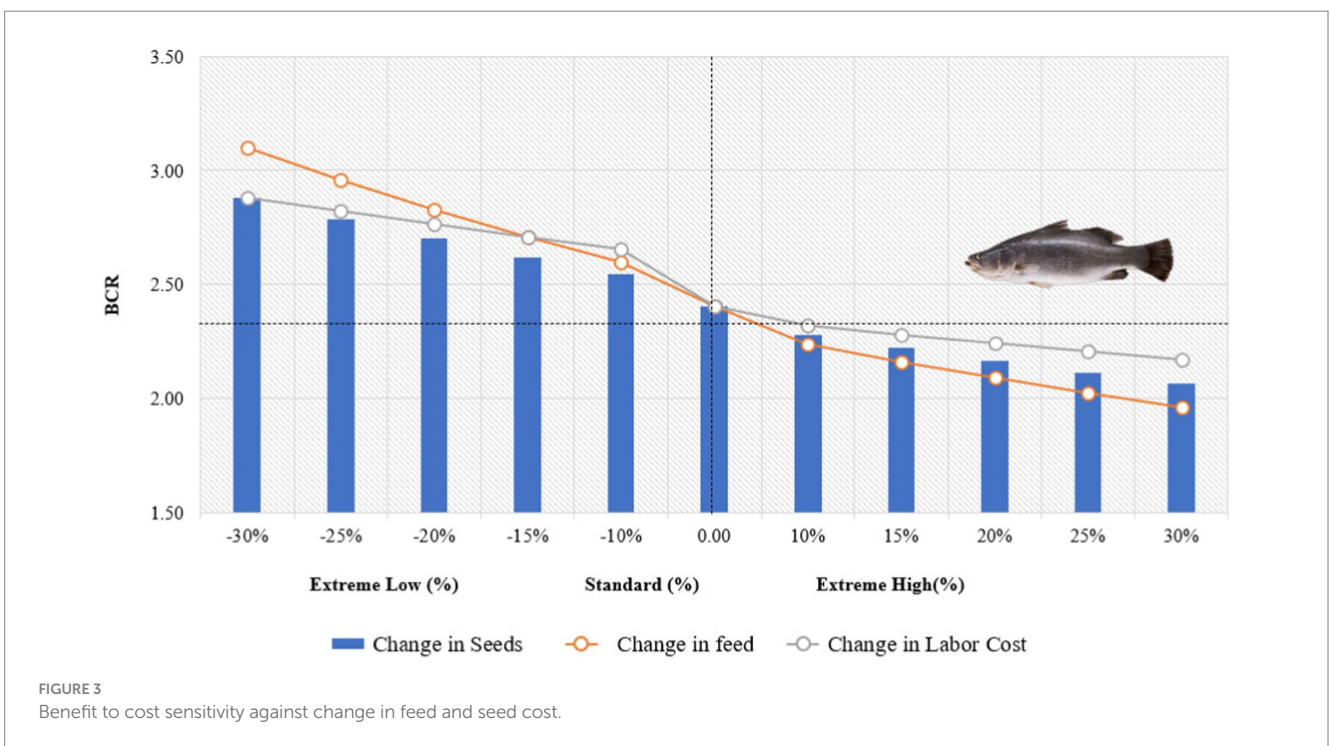 3.50
3.00
2.50
2.00
1.50
BCR
-30% -25% -20% -15% -10% 0.00 10% 15% 20% 25% 30%
Extreme Low (%) Standard (%) Extreme High(%)
Change in Seeds Change in feed Change in Labor Cost
FIGURE 3
Benefit to cost sensitivity against change in feed and seed cost.